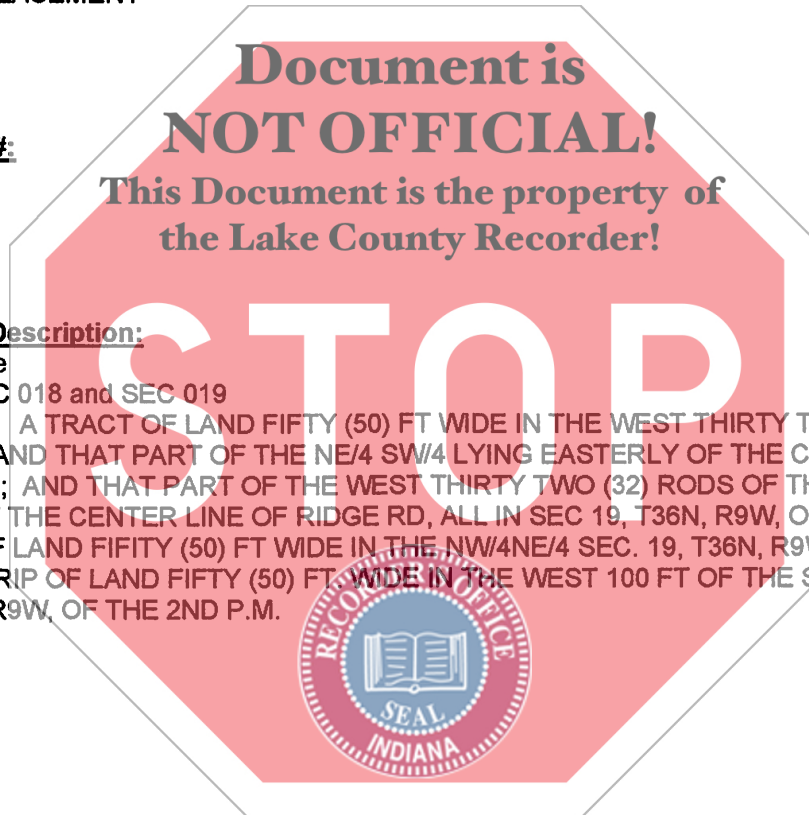 Document is
NOT OFFICIAL!
#:
This Document is the property of
the Lake County Recorder!
STOP
Description:
018 and SEC 019
A TRACT OF LAND FIFTY (50) FT WIDE IN THE WEST THIRTY T
AND THAT PART OF THE NE/4 SW/4 LYING EASTERLY OF THE C
; AND THAT PART OF THE WEST THIRTY TWO (32) RODS OF TH
THE CENTER LINE OF RIDGE RD, ALL IN SEC 19, T36N, R9W, O
F LAND FIFITY (50) FT WIDE IN THE NW/4NE/4 SEC. 19, T36N, R9W
RIP OF LAND FIFTY (50) FT. WIDE IN THE WEST 100 FT OF THE S
R9W, OF THE 2ND P.M.
RECORDER'S OFFICE
SEAL
INDIANA